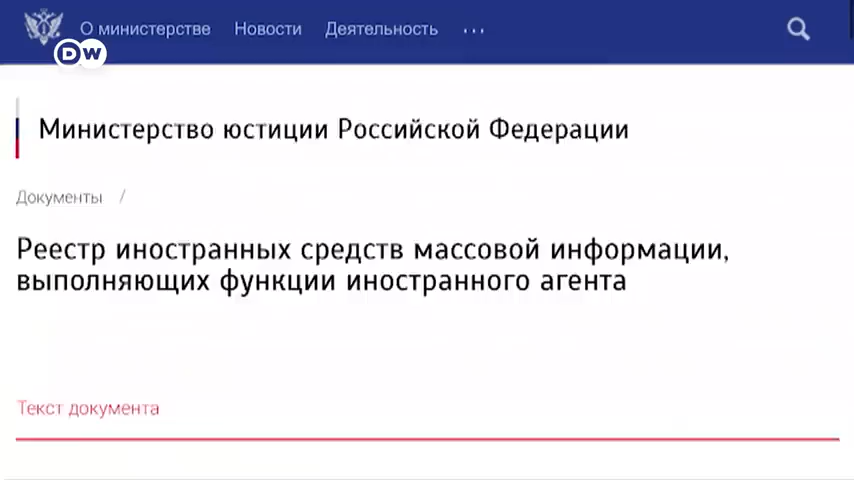 О министерстве Новости Деятельность ...
DW
Министерство юстиции Российской Федерации
Документы /
Реестр иностранных средств массовой информации,
выполняющих функции иностранного агента
Текст документа